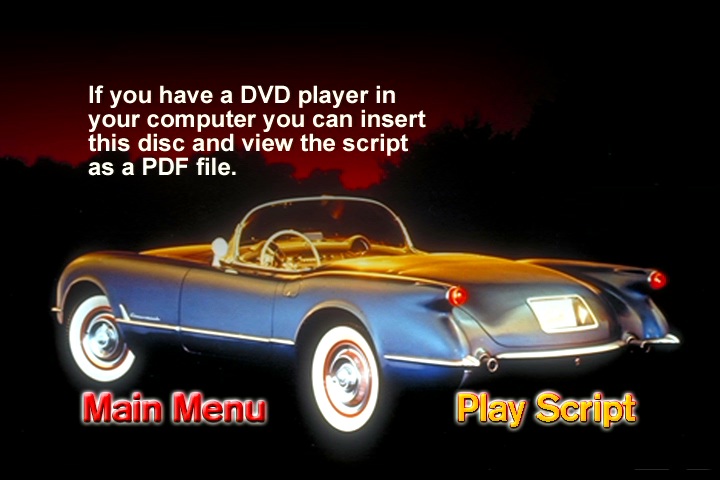 If you have a DVD player in
your computer you can insert
this disc and view the script
as a PDF file.
Main Menu
Play Script